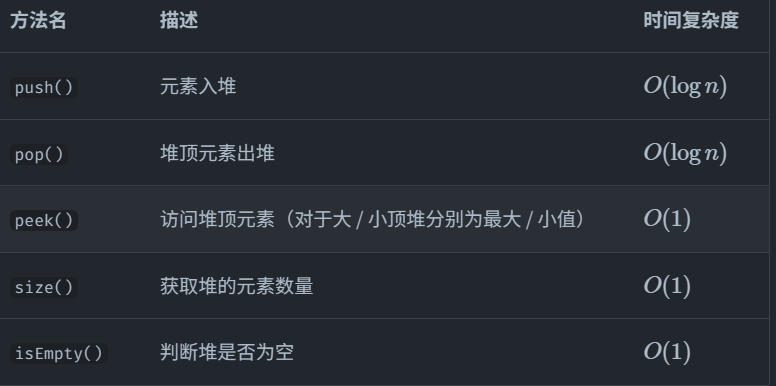 方法名 描述 时间复杂度
push() 元素入堆 O(log n)
pop() 堆顶元素出堆 O(log n)
peek() 访问堆顶元素（对于大 / 小顶堆分别为最大 / 小值） O(1)
size() 获取堆的元素数量 O(1)
isEmpty() 判断堆是否为空 O(1)